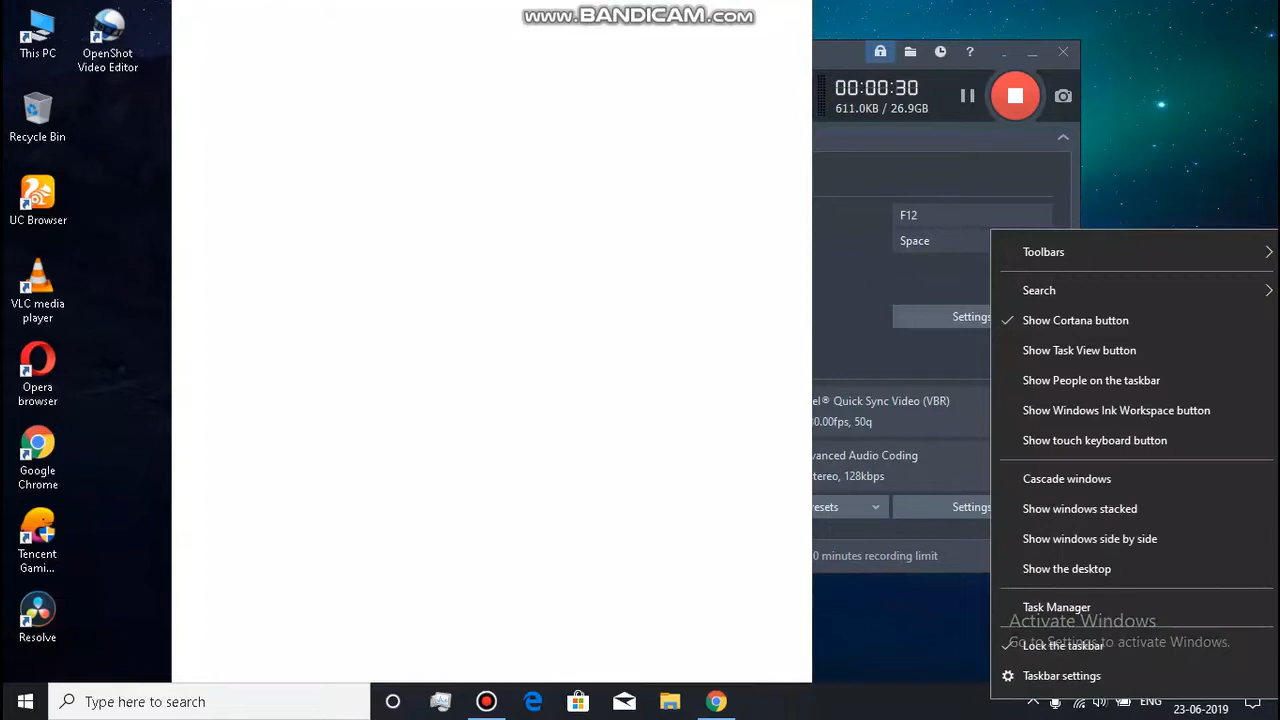 www.BANDICAM.com
This PC
OpenShot
Video Editor
Recycle Bin
UC Browser
VLC media
player
Opera
browser
Google
Chrome
Tencent
Gami...
Resolve
?
00:00:30
611.0KB / 26.9GB
F12
Space
Settings
el® Quick Sync Video (VBR)
0.00fps, 50q
vanced Audio Coding
tereo, 128kbps
resets
Settings
0 minutes recording limit
Toolbars
Search
Show Cortana button
Show Task View button
Show People on the taskbar
Show Windows Ink Workspace button
Show touch keyboard button
Cascade windows
Show windows stacked
Show windows side by side
Show the desktop
Task Manager
Activate Windows
Go to Settings to activate Windows.
Lock the taskbar
Taskbar settings
Type here to search
ENG
23-06-2019